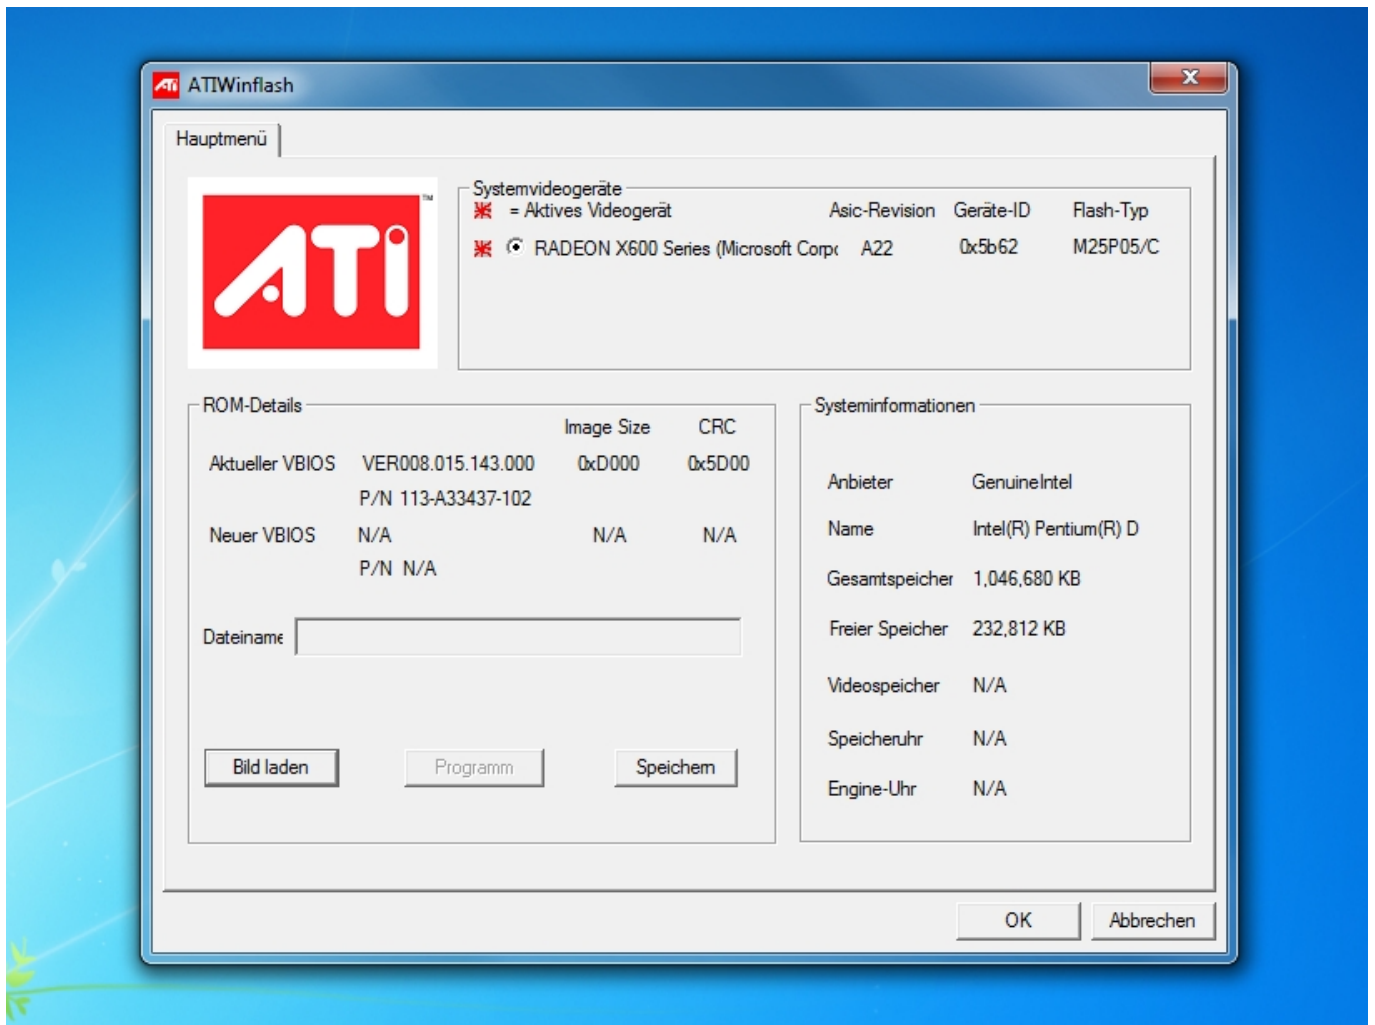 ATI ATIWinflash
Hauptmenü
ATI ™
Systemvideogeräte
= Aktives Videogerät Asic-Revision Geräte-ID Flash-Typ
RADEON X600 Series (Microsoft Corpo A22 0x5b62 M25P05/C
ROM-Details
Image Size CRC
Aktueller VBIOS VER008.015.143.000 0xD000 0x5D00
P/N 113-A33437-102
Neuer VBIOS N/A N/A N/A
P/N N/A
Dateiname
Bild laden Programm Speichern
Systeminformationen
Anbieter GenuineIntel
Name Intel(R) Pentium(R) D
Gesamtspeicher 1,046,680 KB
Freier Speicher 232,812 KB
Videospeicher N/A
Speicheruhr N/A
Engine-Uhr N/A
OK Abbrechen